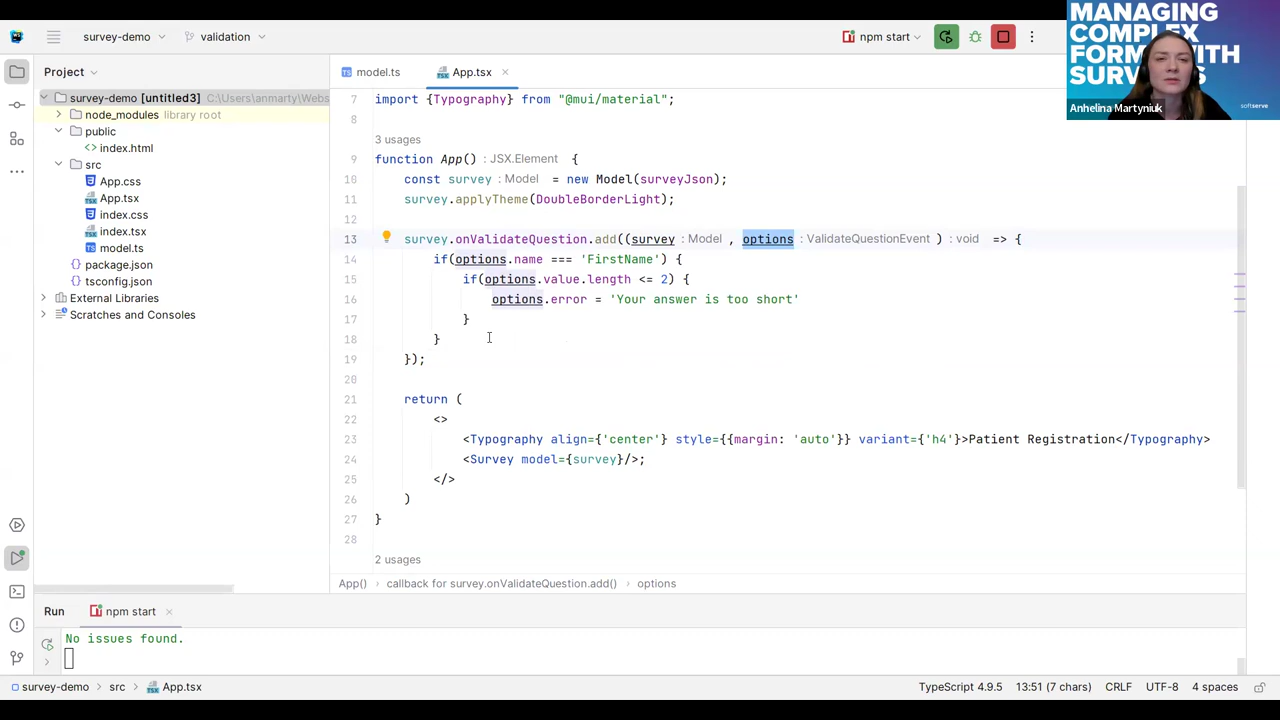 survey-demo
validation
npm start
MANAGING
COMPLEX
FORM WITH
SURV S
Anhelina Martyniuk
softserve
Project
model.ts
App.tsx
survey-demo [untitled3] C:\Users\anmarty\Webs
node_modules library root
public
index.html
src
App.css
App.tsx
index.css
index.tsx
model.ts
package.json
tsconfig.json
External Libraries
Scratches and Consoles
7 import {Typography} from "@mui/material";
8
3 usages
9 function App() : JSX.Element {
10 const survey : Model = new Model(surveyJson);
11 survey.applyTheme(DoubleBorderLight);
12
13 survey.onValidateQuestion.add((survey : Model , options : ValidateQuestionEvent ) : void => {
14 if(options.name === 'FirstName') {
15 if(options.value.length <= 2) {
16 options.error = 'Your answer is too short'
17 }
18 }
19 });
20
21 return (
22 <>
23 <Typography align={'center'} style={{margin: 'auto'}} variant={'h4'}>Patient Registration</Typography>
24 <Survey model={survey}/>;
25 </>
26 )
27 }
28
2 usages
App() › callback for survey.onValidateQuestion.add() › options
Run npm start
No issues found.
survey-demo › src › App.tsx
TypeScript 4.9.5 13:51 (7 chars) CRLF UTF-8 4 spaces